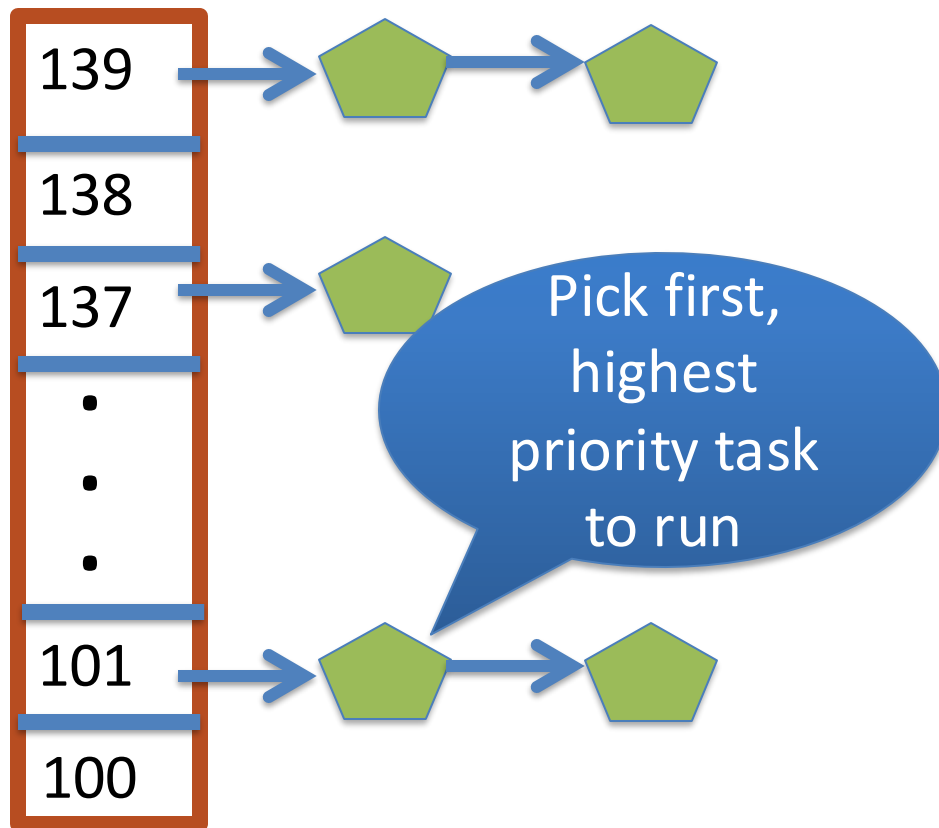 139
138
137
Pick first,
highest
priority task
to run
101
100